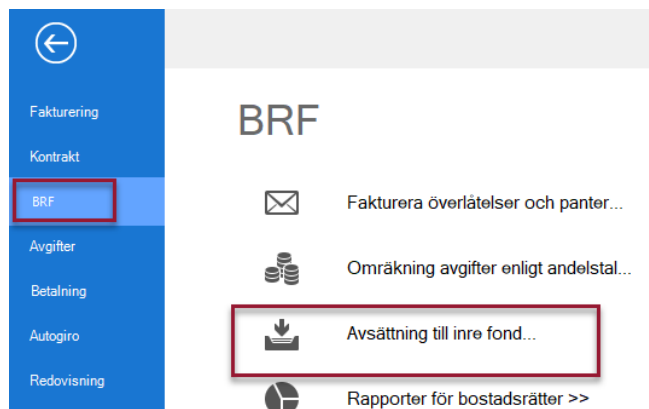 Fakturering
Kontrakt
BRF
Avgifter
Betalning
Autogiro
Redovisning
BRF
Fakturera överlåtelser och panter...
Omräkning avgifter enligt andelstal...
Avsättning till inre fond...
Rapporter för bostadsrätter >>